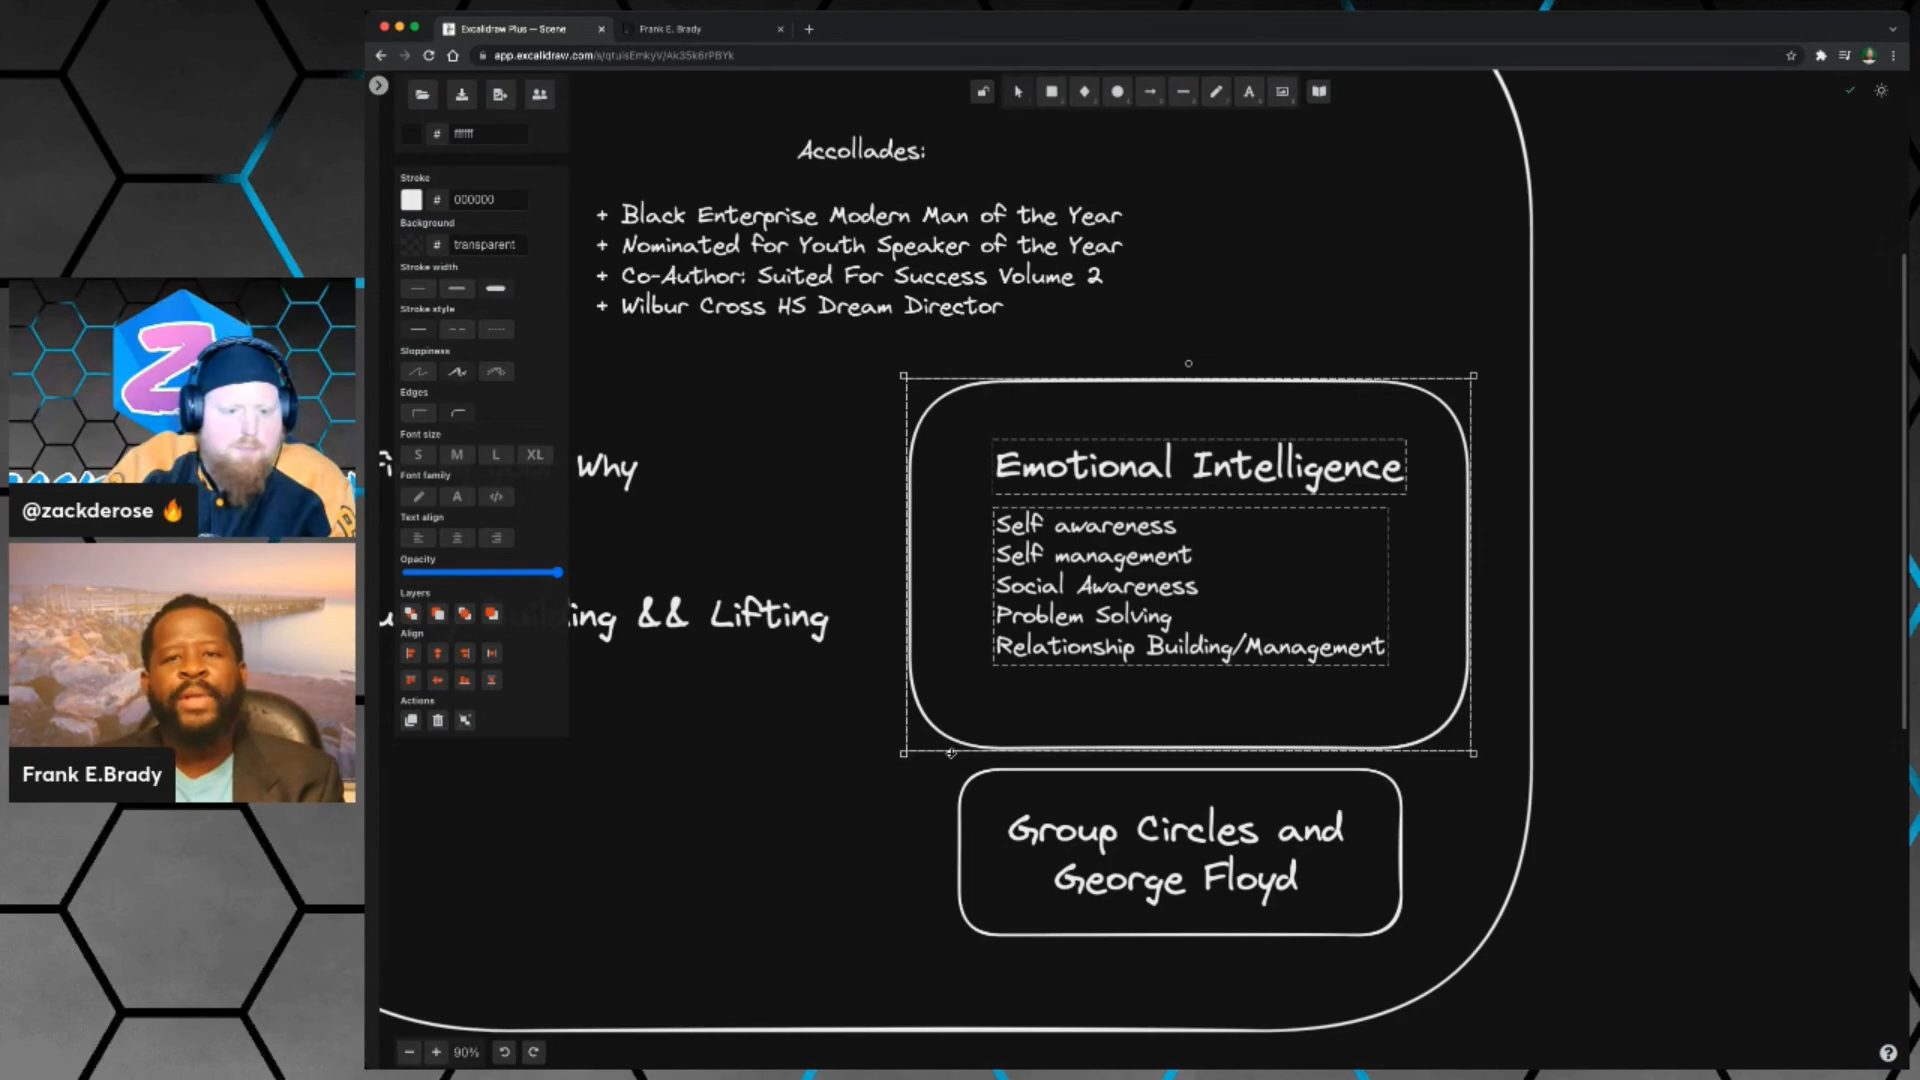 Excalidraw Plus — Scene
Frank E. Brady
app.excalidraw.com/s/qtuisEmkyV/Ak35k6rPBYk
# ffffff
Stroke
# 000000
Background
# transparent
Stroke width
Stroke style
Sloppiness
Edges
Font size
S M L XL
Font family
A </>
Text align
Opacity
Layers
Align
Actions
90%
A
Accollades:
+ Black Enterprise Modern Man of the Year
+ Nominated for Youth Speaker of the Year
+ Co-Author: Suited For Success Volume 2
+ Wilbur Cross HS Dream Director
Why
&& Lifting
Emotional Intelligence
Self awareness
Self management
Social Awareness
Problem Solving
Relationship Building/Management
Group Circles and
George Floyd
Z
@zackderose
Frank E.Brady